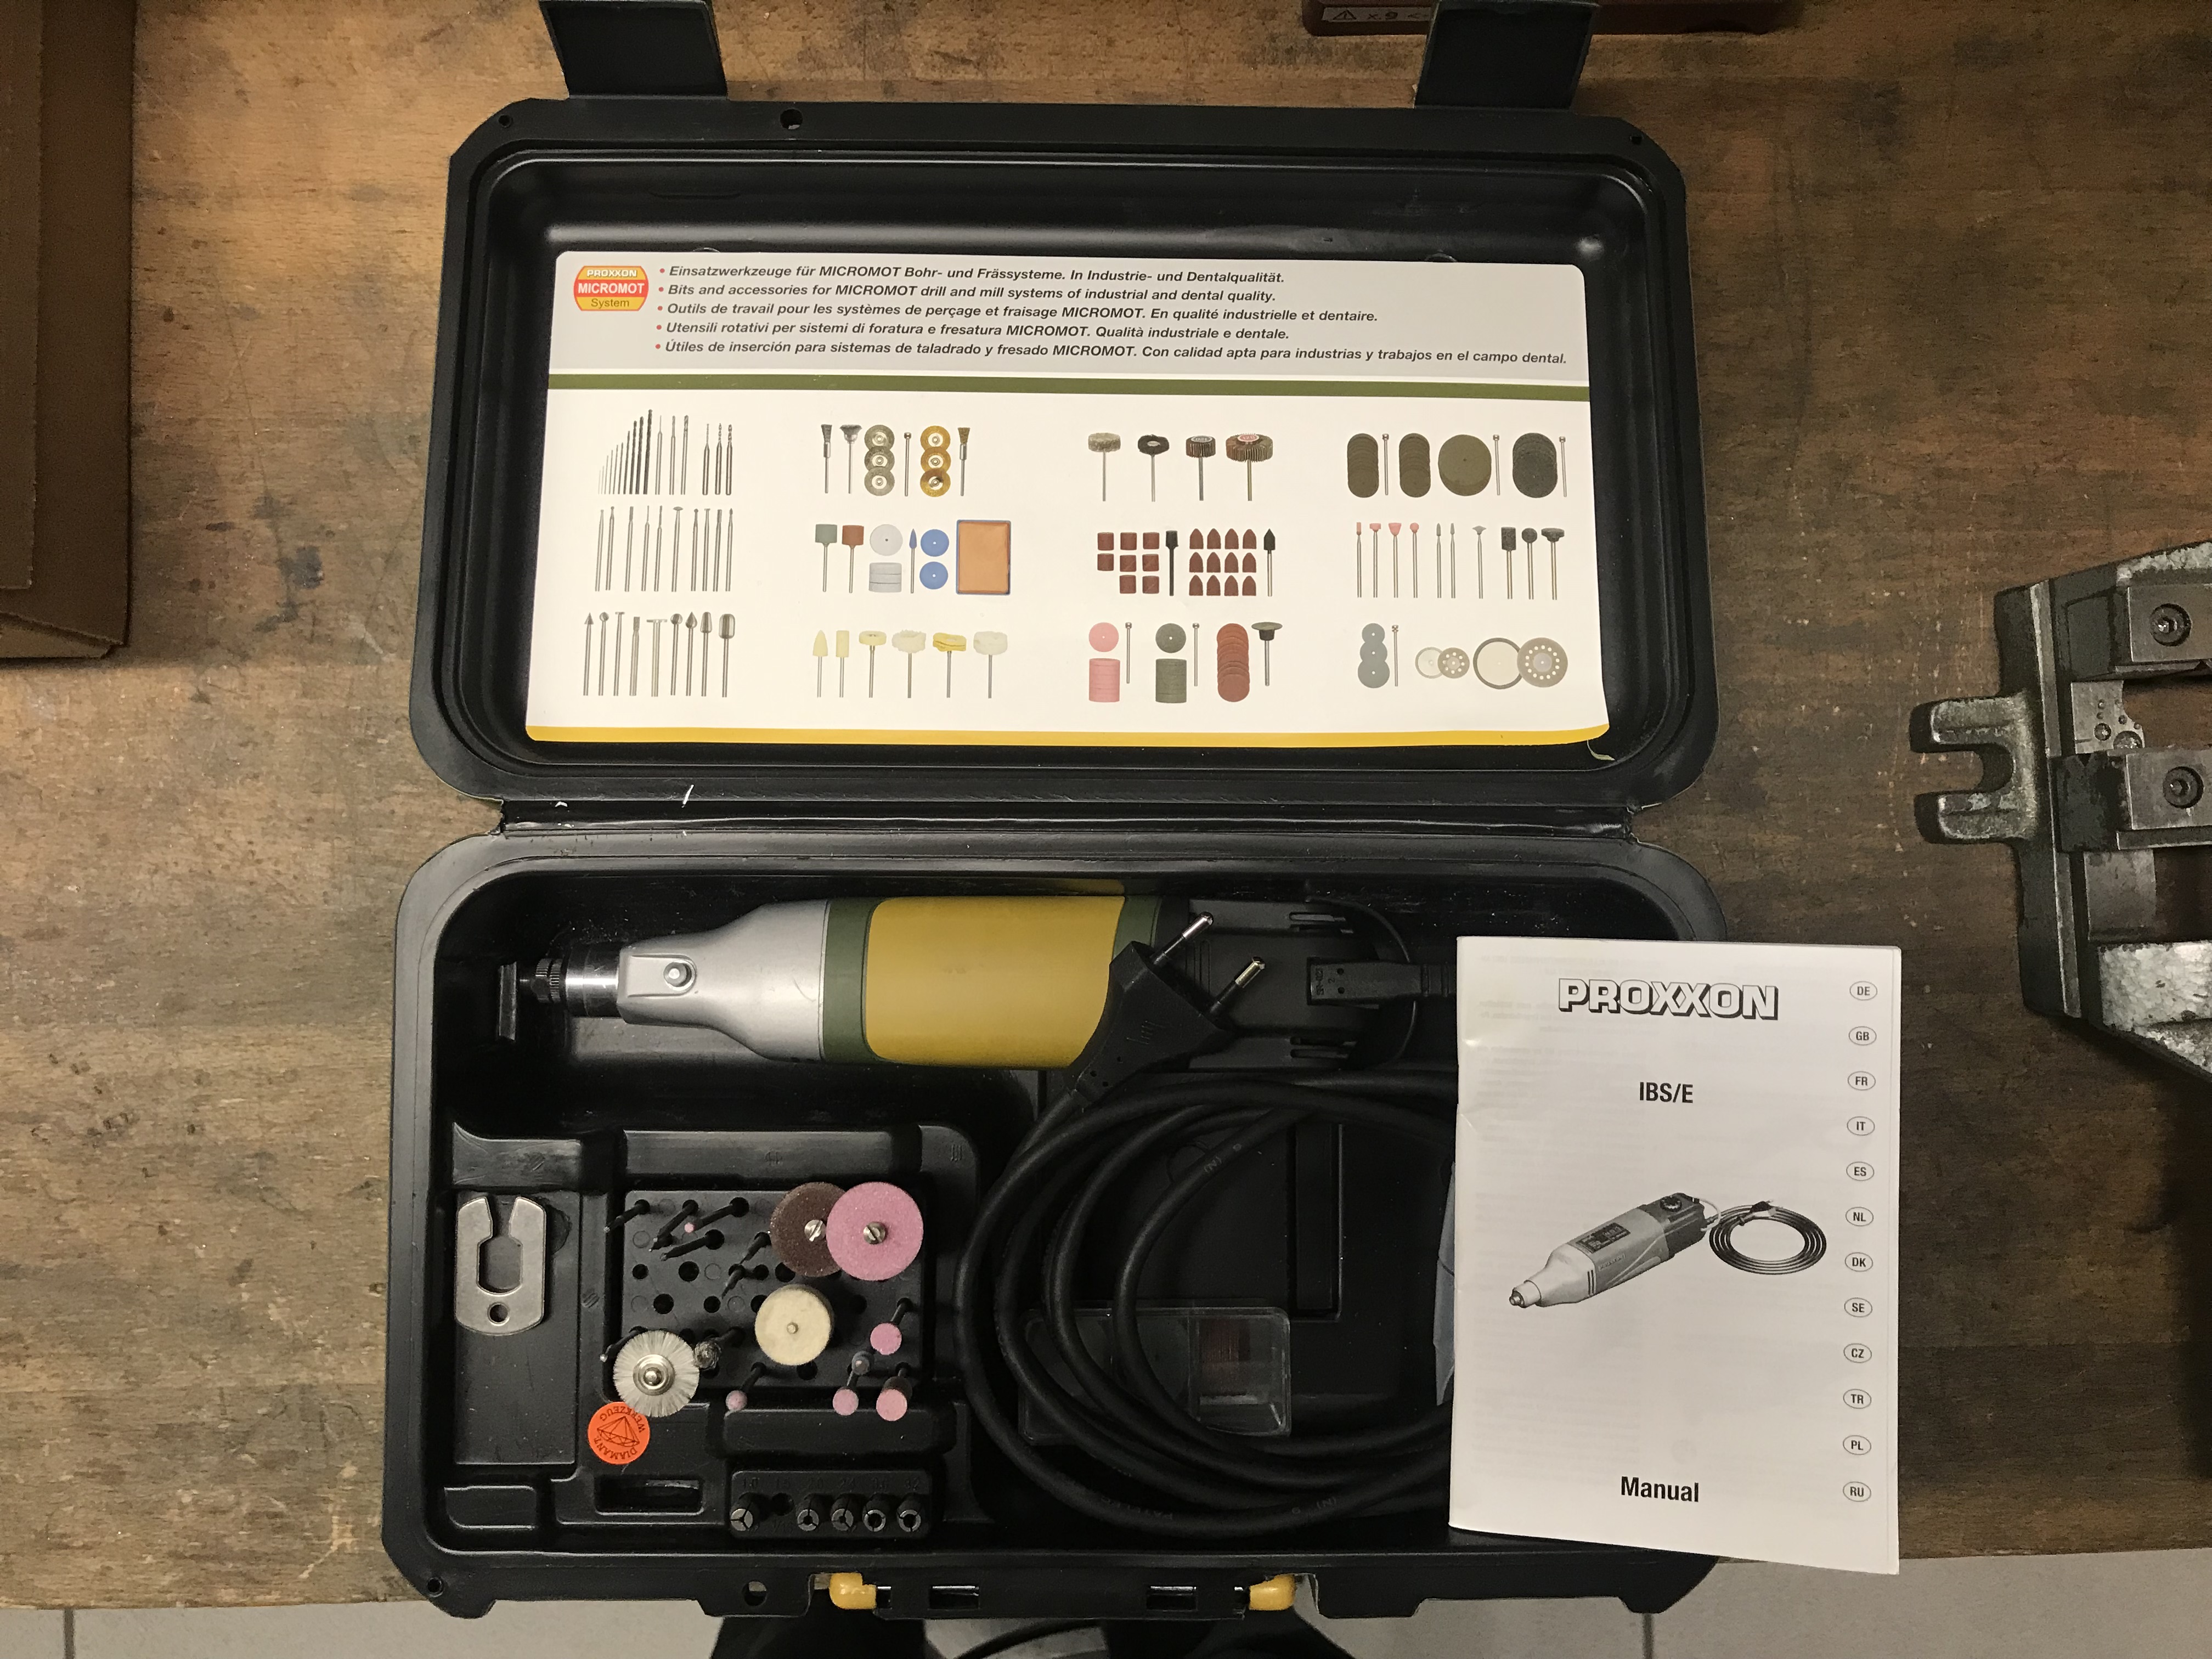 PROXXON
MICROMOT
System
• Einsatzwerkzeuge für MICROMOT Bohr- und Frässysteme. In Industrie- und Dentalqualität.
• Bits and accessories for MICROMOT drill and mill systems of industrial and dental quality.
• Outils de travail pour les systèmes de perçage et fraisage MICROMOT. En qualité industrielle et dentaire.
• Utensili rotativi per sistemi di foratura e fresatura MICROMOT. Qualità industriale e dentale.
• Útiles de inserción para sistemas de taladrado y fresado MICROMOT. Con calidad apta para industrias y trabajos en el campo dental.
DIAMANT
WERKZEUG
PROXXON
IBS/E
Manual
DE
GB
FR
IT
ES
NL
DK
SE
CZ
TR
PL
RU